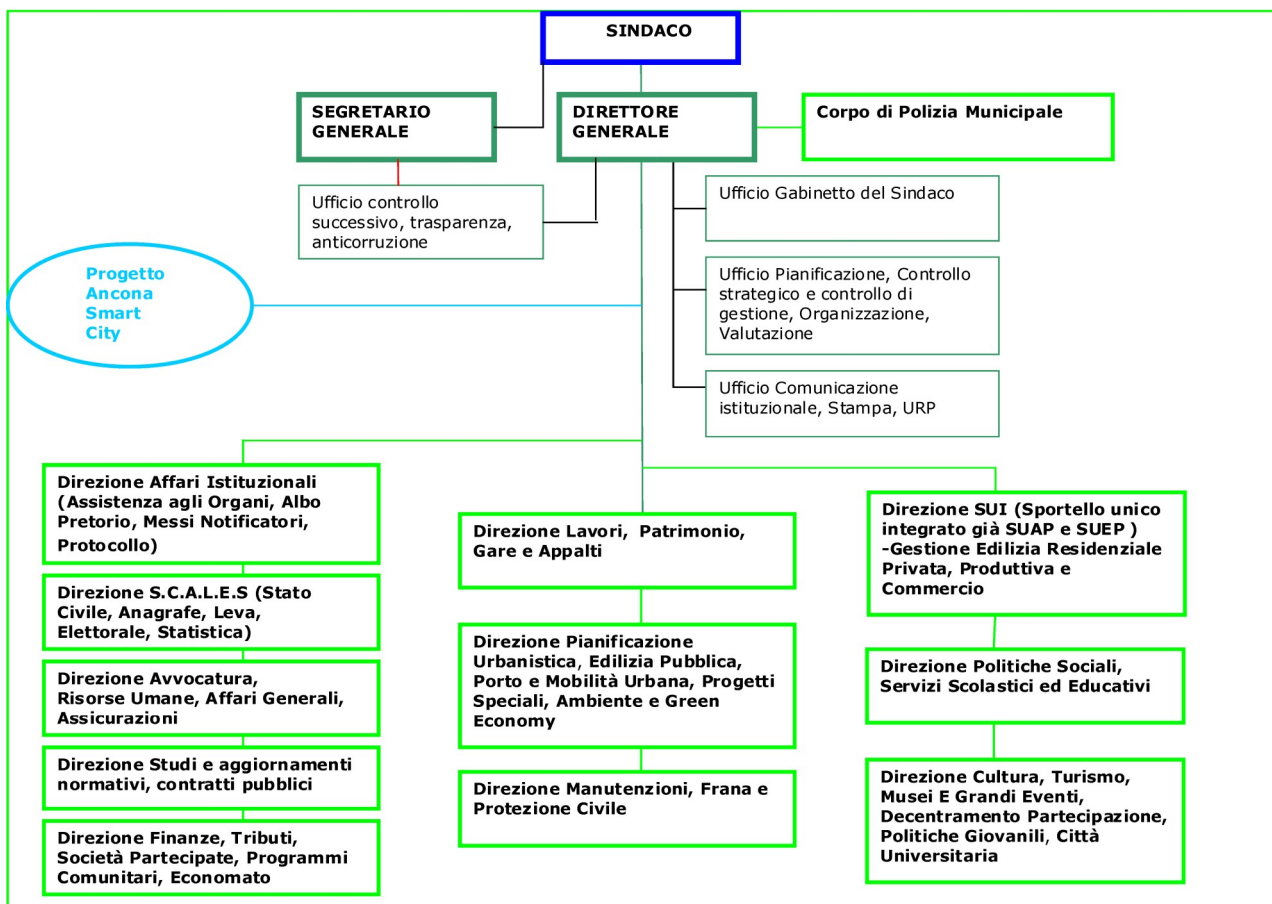 SINDACO
SEGRETARIO
GENERALE
DIRETTORE
GENERALE
Corpo di Polizia Municipale
Ufficio controllo
successivo, trasparenza,
anticorruzione
Ufficio Gabinetto del Sindaco
Progetto
Ancona
Smart
City
Ufficio Pianificazione, Controllo
strategico e controllo di
gestione, Organizzazione,
Valutazione
Ufficio Comunicazione
istituzionale, Stampa, URP
Direzione Affari Istituzionali
(Assistenza agli Organi, Albo
Pretorio, Messi Notificatori,
Protocollo)
Direzione S.C.A.L.E.S (Stato
Civile, Anagrafe, Leva,
Elettorale, Statistica)
Direzione Avvocatura,
Risorse Umane, Affari Generali,
Assicurazioni
Direzione Studi e aggiornamenti
normativi, contratti pubblici
Direzione Finanze, Tributi,
Società Partecipate, Programmi
Comunitari, Economato
Direzione Lavori, Patrimonio,
Gare e Appalti
Direzione Pianificazione
Urbanistica, Edilizia Pubblica,
Porto e Mobilità Urbana, Progetti
Speciali, Ambiente e Green
Economy
Direzione Manutenzioni, Frana e
Protezione Civile
Direzione SUI (Sportello unico
integrato già SUAP e SUEP )
-Gestione Edilizia Residenziale
Privata, Produttiva e
Commercio
Direzione Politiche Sociali,
Servizi Scolastici ed Educativi
Direzione Cultura, Turismo,
Musei E Grandi Eventi,
Decentramento Partecipazione,
Politiche Giovanili, Città
Universitaria